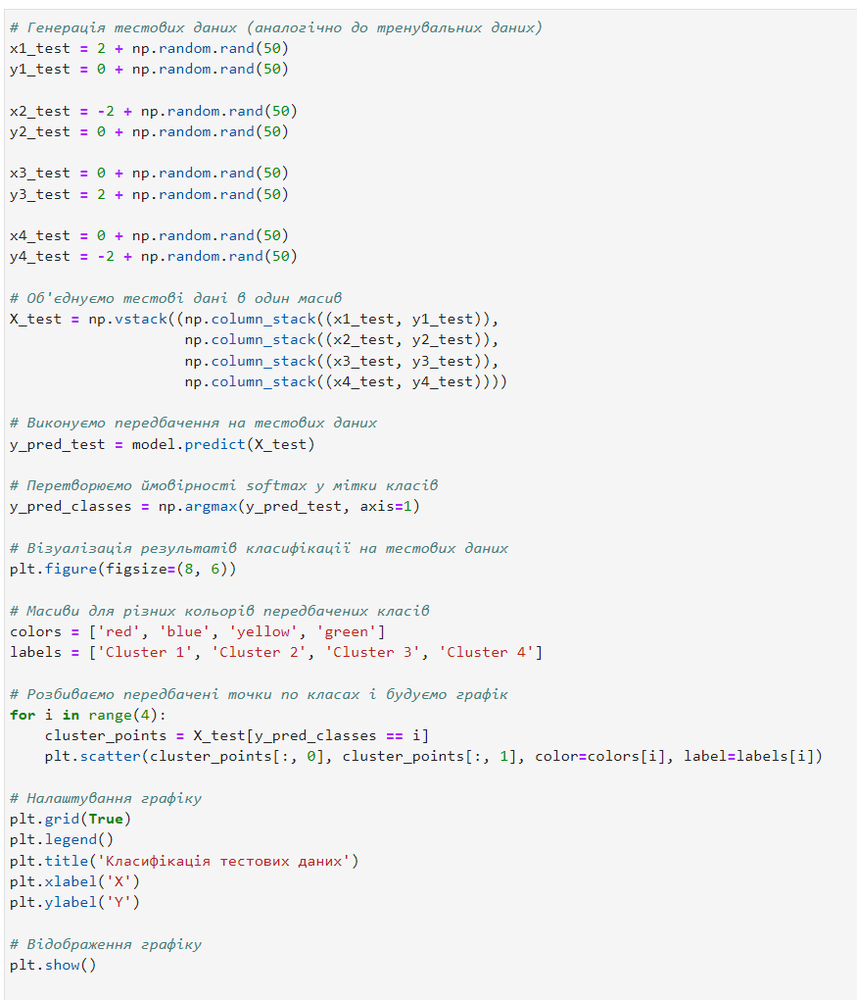 # Генерація тестових даних (аналогічно до тренувальних даних)
x1_test = 2 + np.random.rand(50)
y1_test = 0 + np.random.rand(50)

x2_test = -2 + np.random.rand(50)
y2_test = 0 + np.random.rand(50)

x3_test = 0 + np.random.rand(50)
y3_test = 2 + np.random.rand(50)

x4_test = 0 + np.random.rand(50)
y4_test = -2 + np.random.rand(50)

# Об'єднуємо тестові дані в один масив
X_test = np.vstack((np.column_stack((x1_test, y1_test)),
                    np.column_stack((x2_test, y2_test)),
                    np.column_stack((x3_test, y3_test)),
                    np.column_stack((x4_test, y4_test))))

# Виконуємо передбачення на тестових даних
y_pred_test = model.predict(X_test)

# Перетворюємо ймовірності softmax у мітки класів
y_pred_classes = np.argmax(y_pred_test, axis=1)

# Візуалізація результатів класифікації на тестових даних
plt.figure(figsize=(8, 6))

# Масиви для різних кольорів передбачених класів
colors = ['red', 'blue', 'yellow', 'green']
labels = ['Cluster 1', 'Cluster 2', 'Cluster 3', 'Cluster 4']

# Розбиваємо передбачені точки по класах і будуємо графік
for i in range(4):
    cluster_points = X_test[y_pred_classes == i]
    plt.scatter(cluster_points[:, 0], cluster_points[:, 1], color=colors[i], label=labels[i])

# Налаштування графіку
plt.grid(True)
plt.legend()
plt.title('Класифікація тестових даних')
plt.xlabel('X')
plt.ylabel('Y')

# Відображення графіку
plt.show()